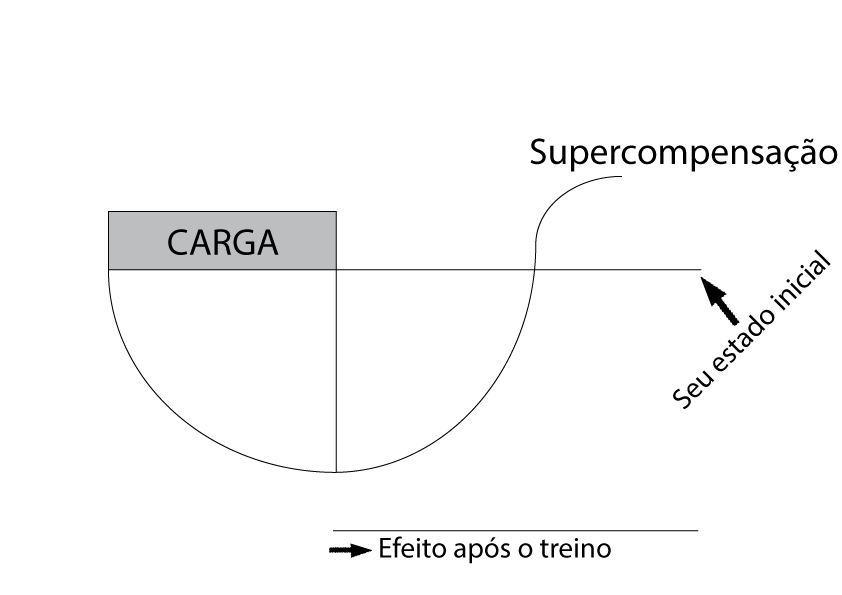 Supercompensação
CARGA
Seu estado inicial
Efeito após o treino